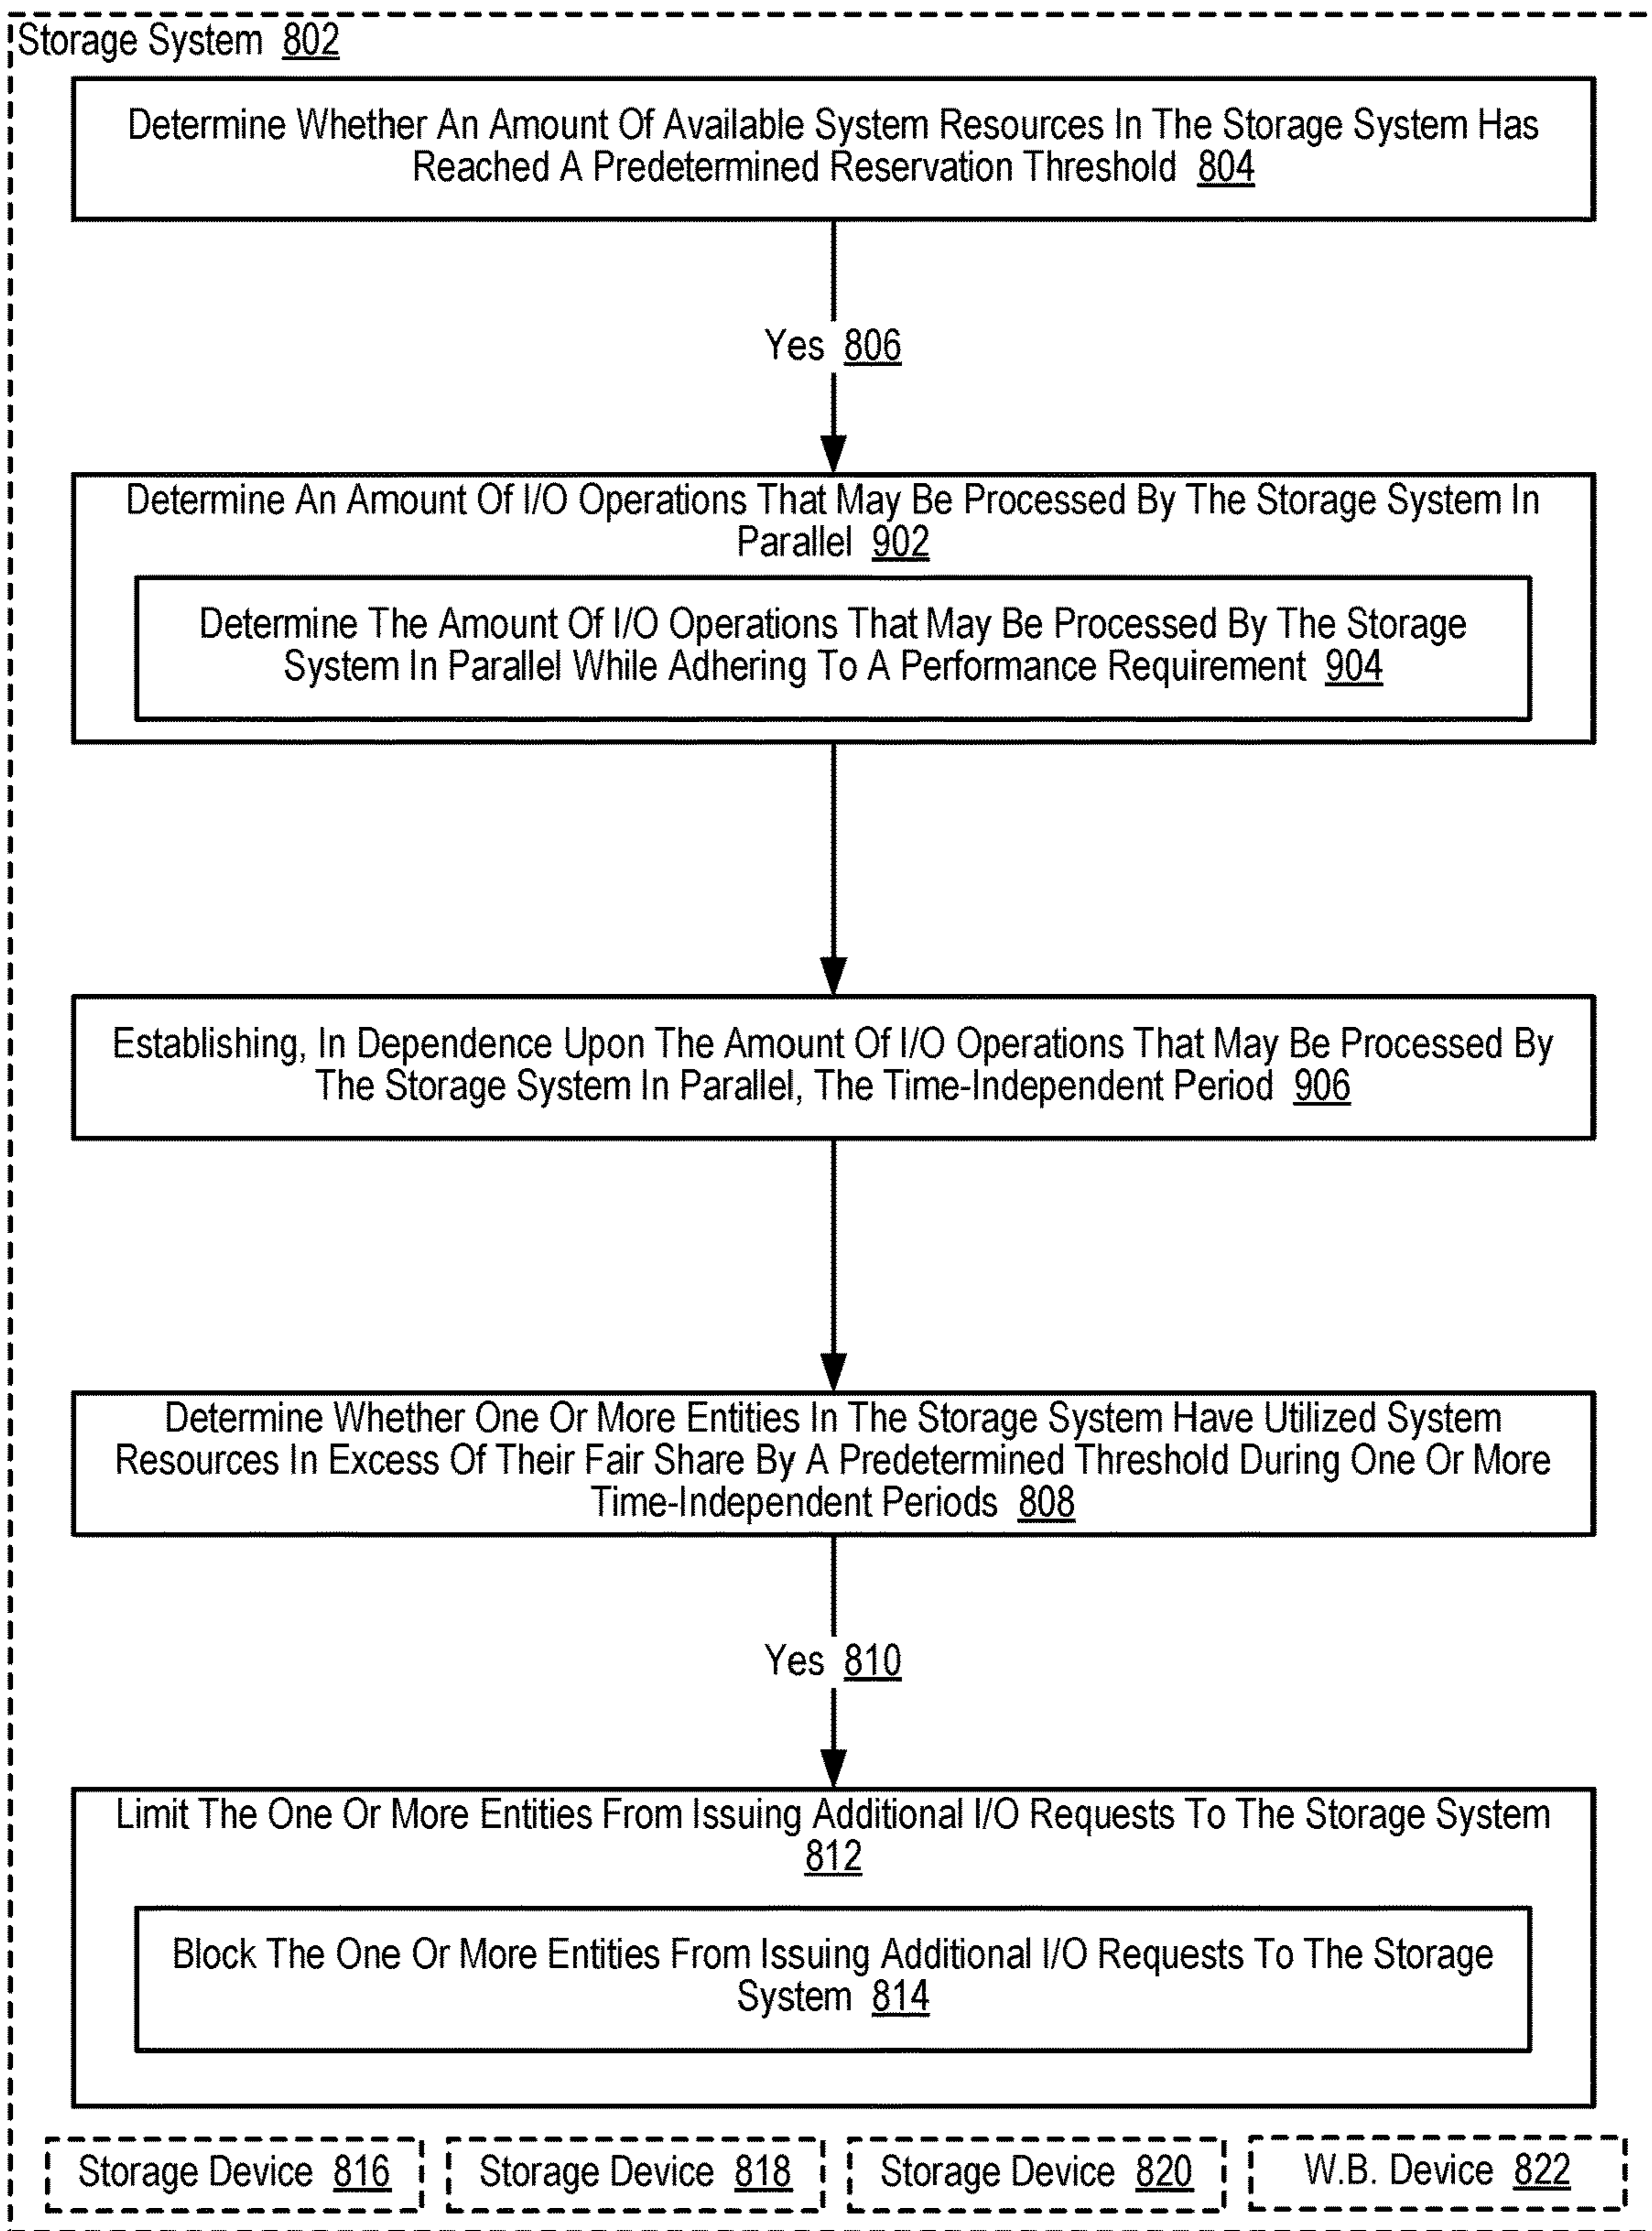 Storage System 802
Determine Whether An Amount Of Available System Resources In The Storage System Has
Reached A Predetermined Reservation Threshold 804
Yes 806
Determine An Amount Of I/O Operations That May Be Processed By The Storage System In
Parallel 902
Determine The Amount Of I/O Operations That May Be Processed By The Storage
System In Parallel While Adhering To A Performance Requirement 904
Establishing, In Dependence Upon The Amount Of I/O Operations That May Be Processed By
The Storage System In Parallel, The Time-Independent Period 906
Determine Whether One Or More Entities In The Storage System Have Utilized System
Resources In Excess Of Their Fair Share By A Predetermined Threshold During One Or More
Time-Independent Periods 808
Yes 810
Limit The One Or More Entities From Issuing Additional I/O Requests To The Storage System
812
Block The One Or More Entities From Issuing Additional I/O Requests To The Storage
System 814
Storage Device 816
Storage Device 818
Storage Device 820
W.B. Device 822